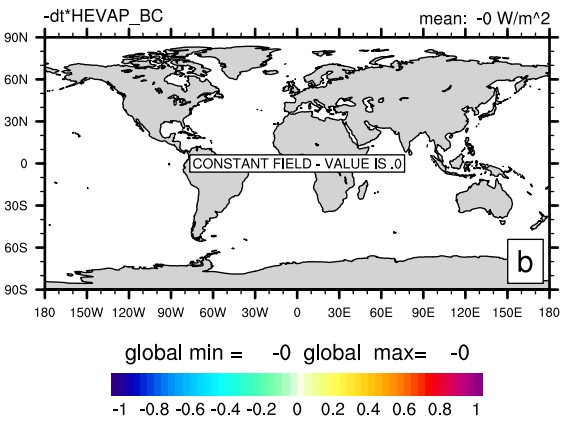 -dt*HEVAP_BC mean: -0 W/m^2
90N
60N
30N
0
30S
60S
90S
CONSTANT FIELD - VALUE IS .0
b
180 150W 120W 90W 60W 30W 0 30E 60E 90E 120E 150E 180
global min = -0 global max= -0
-1 -0.8 -0.6 -0.4 -0.2 0 0.2 0.4 0.6 0.8 1